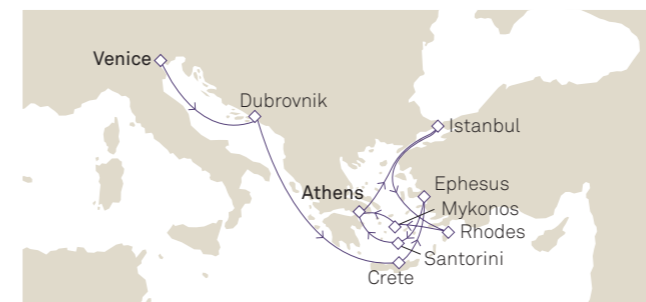 Venice
Dubrovnik
Istanbul
Ephesus
Athens
Mykonos
Rhodes
Santorini
Crete